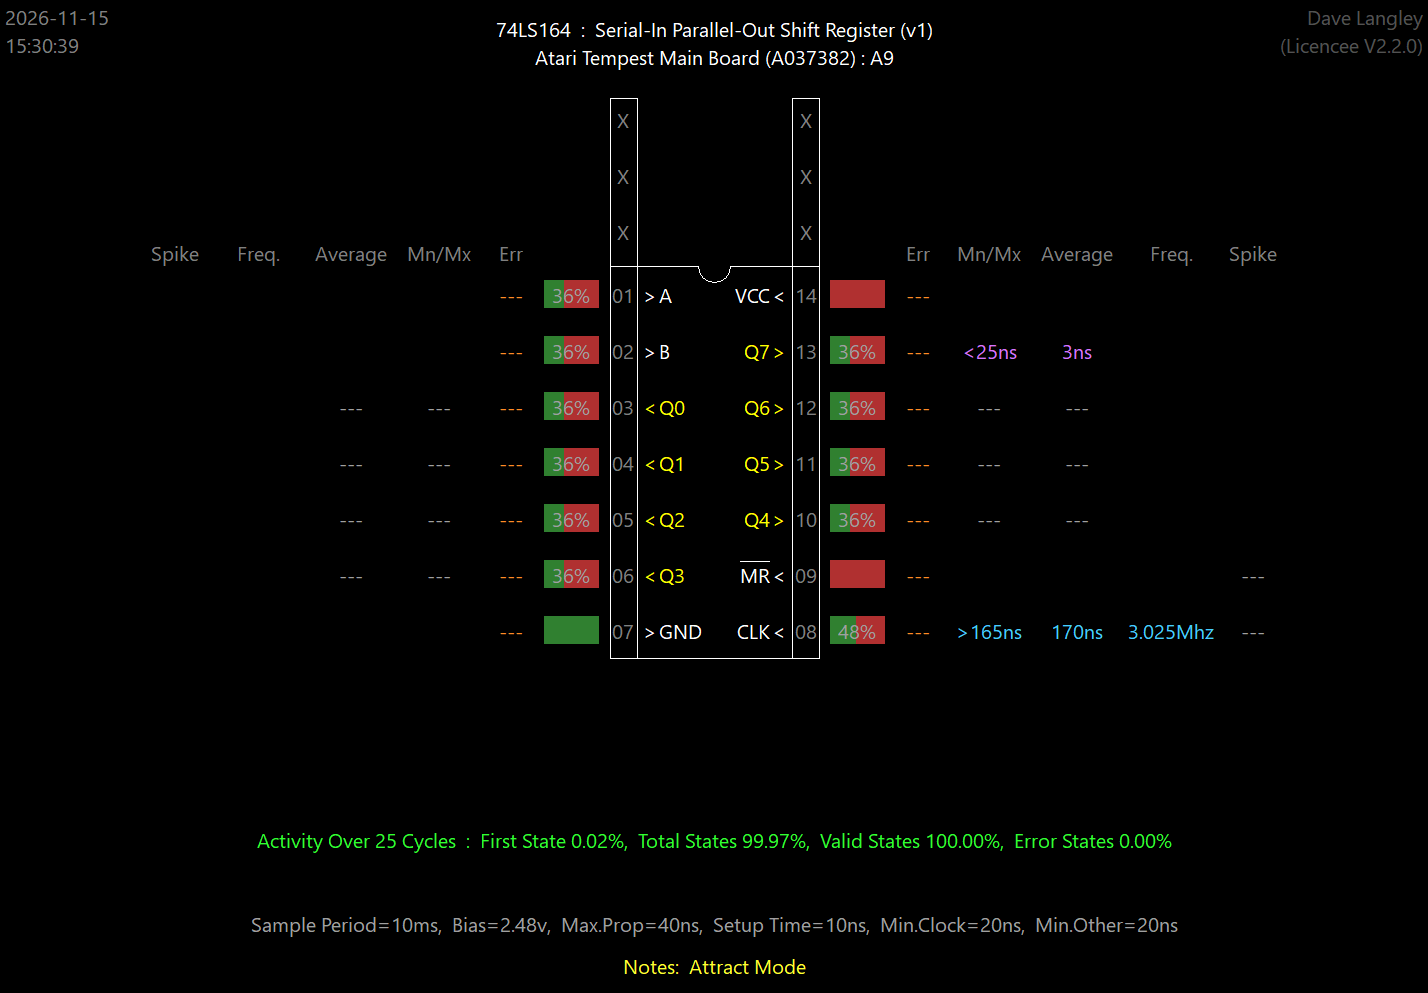 2026-11-15
15:30:39
74LS164 : Serial-In Parallel-Out Shift Register (v1)
Atari Tempest Main Board (A037382) : A9
Dave Langley
(Licencee V2.2.0)
X X
X X
X X
Spike Freq. Average Mn/Mx Err Err Mn/Mx Average Freq. Spike
--- 36% 01 > A VCC < 14 ---
--- 36% 02 > B Q7 > 13 36% --- <25ns 3ns
--- --- --- 36% 03 < Q0 Q6 > 12 36% --- --- ---
--- --- --- 36% 04 < Q1 Q5 > 11 36% --- --- ---
--- --- --- 36% 05 < Q2 Q4 > 10 36% --- --- ---
--- --- --- 36% 06 < Q3 MR < 09 --- ---
--- 07 > GND CLK < 08 48% --- >165ns 170ns 3.025Mhz ---
Activity Over 25 Cycles : First State 0.02%, Total States 99.97%, Valid States 100.00%, Error States 0.00%
Sample Period=10ms, Bias=2.48v, Max.Prop=40ns, Setup Time=10ns, Min.Clock=20ns, Min.Other=20ns
Notes: Attract Mode